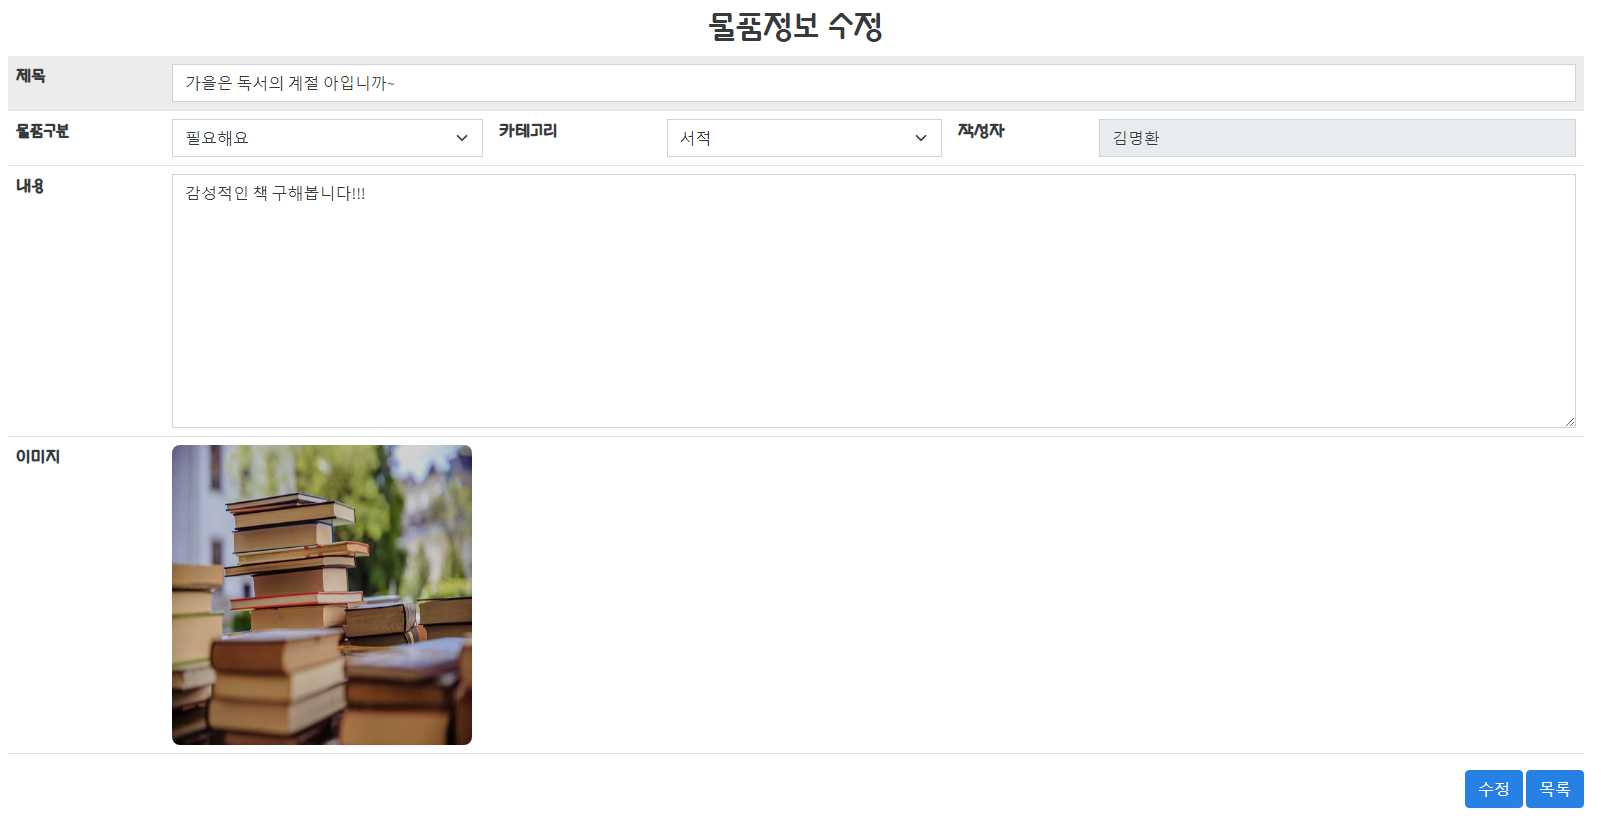 물품정보 수정
제목 가을은 독서의 계절 아입니까~
물품구분 필요해요 카테고리 서적 작성자 김명환
내용 감성적인 책 구해봅니다!!!
이미지
수정 목록